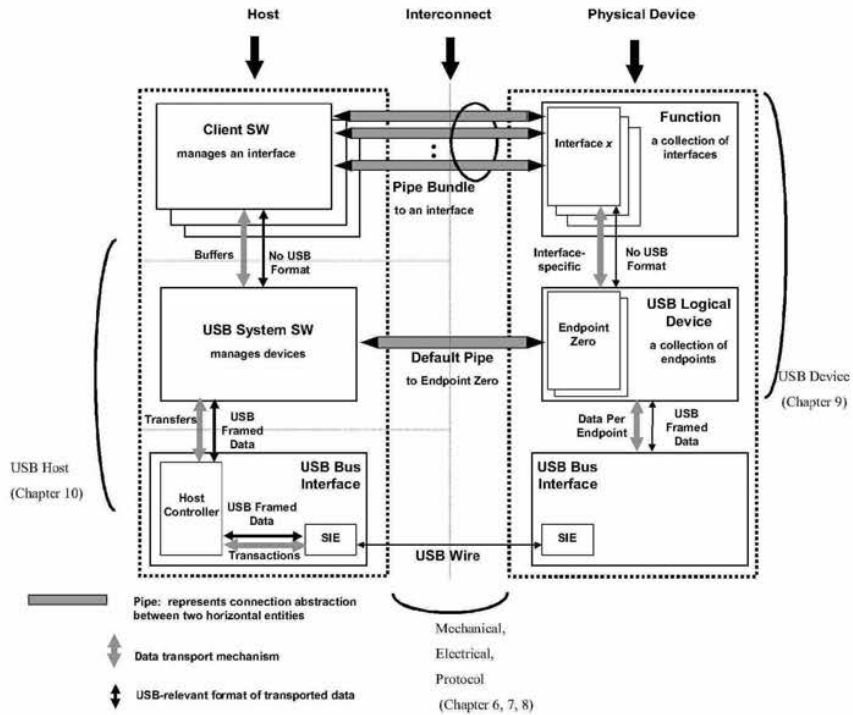 Host
Interconnect
Physical Device
Client SW
manages an interface
Pipe Bundle
to an interface
Interface x
Function
a collection of
interfaces
Buffers
No USB
Format
Interface-
specific
No USB
Format
USB System SW
manages devices
Default Pipe
to Endpoint Zero
Endpoint
Zero
USB Logical
Device
a collection of
endpoints
USB Device
(Chapter 9)
Transfers
USB
Framed
Data
Data Per
Endpoint
USB
Framed
Data
USB Host
(Chapter 10)
USB Bus
Interface
Host
Controller
USB Framed
Data
Transactions
SIE
USB Wire
USB Bus
Interface
SIE
Pipe: represents connection abstraction
between two horizontal entities
Data transport mechanism
USB-relevant format of transported data
Mechanical,
Electrical,
Protocol
(Chapter 6, 7, 8)